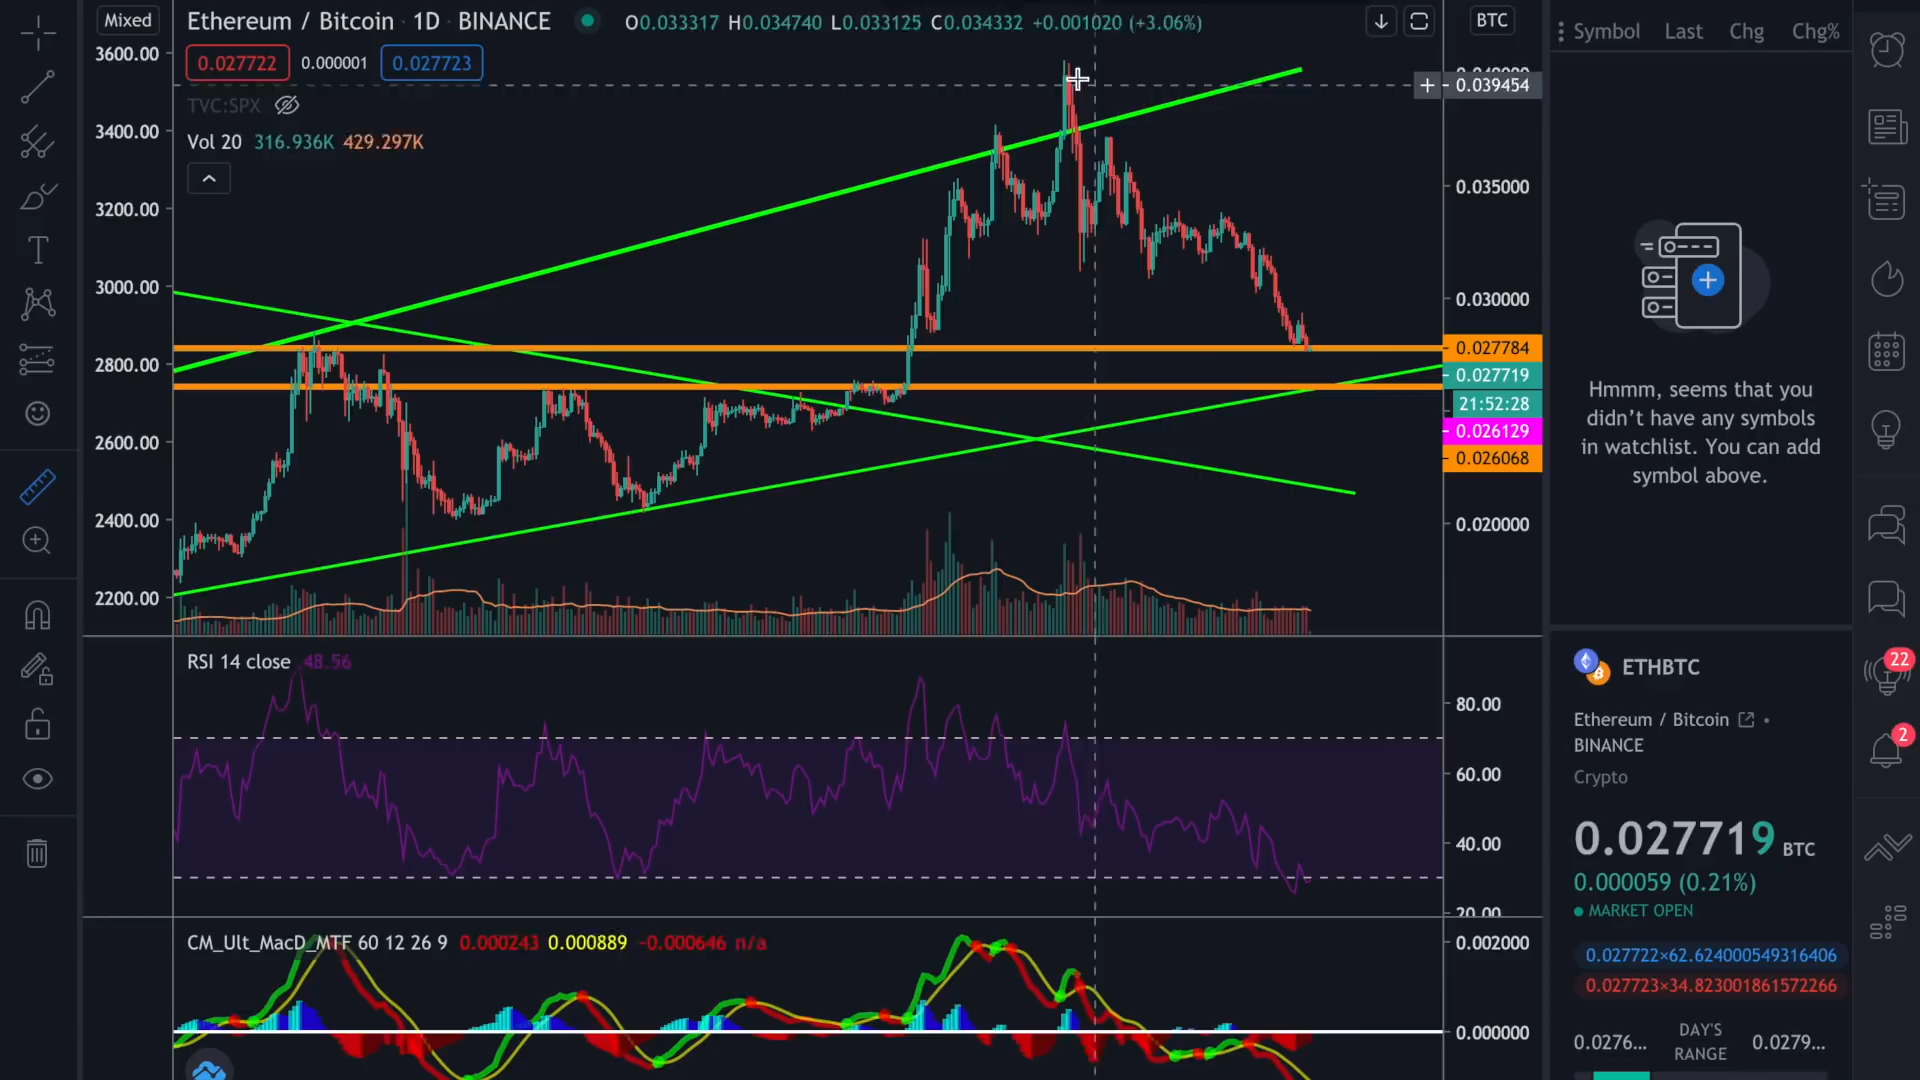 Mixed
Ethereum / Bitcoin · 1D · BINANCE
O0.033317 H0.034740 L0.033125 C0.034332 +0.001020 (+3.06%)
BTC
0.027722
0.000001
0.027723
TVC:SPX
Vol 20 316.936K 429.297K
3600.00
3400.00
3200.00
3000.00
2800.00
2600.00
2400.00
2200.00
0.039454
0.035000
0.030000
0.027784
0.027719
21:52:28
0.026129
0.026068
0.020000
RSI 14 close 48.56
80.00
60.00
40.00
20.00
CM_Ult_MacD_MTF 60 12 26 9 0.000243 0.000889 -0.000646 n/a
0.002000
0.000000
Symbol Last Chg Chg%
Hmmm, seems that you
didn’t have any symbols
in watchlist. You can add
symbol above.
ETHBTC
Ethereum / Bitcoin •
BINANCE
Crypto
0.027719 BTC
0.000059 (0.21%)
MARKET OPEN
0.027722×62.624000549316406
0.027723×34.823001861572266
0.0276... DAY'S RANGE 0.0279...
22
2